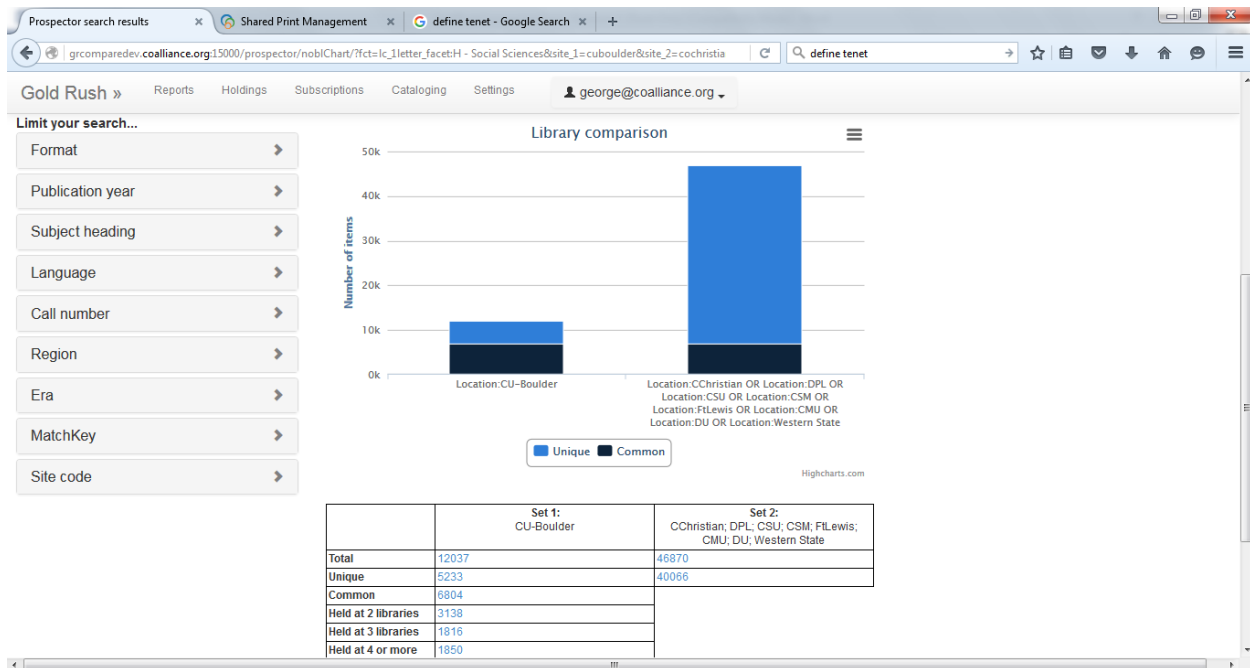 Prospector search results
Shared Print Management
define tenet - Google Search
grcomparedev.coalliance.org:15000/prospector/noblChart/?fct=lc_1letter_facet:H - Social Sciences&site_1=cuboulder&site_2=cochristia
define tenet
Gold Rush » Reports Holdings Subscriptions Cataloging Settings george@coalliance.org
Limit your search...
Format
Publication year
Subject heading
Language
Call number
Region
Era
MatchKey
Site code
Library comparison
Number of items
50k
40k
30k
20k
10k
0k
Location:CU-Boulder
Location:CChristian OR Location:DPL OR
Location:CSU OR Location:CSM OR
Location:FtLewis OR Location:CMU OR
Location:DU OR Location:Western State
Unique Common
Highcharts.com
Set 1:
CU-Boulder
Set 2:
CChristian; DPL; CSU; CSM; FtLewis;
CMU; DU; Western State
Total 12037 46870
Unique 5233 40066
Common 6804
Held at 2 libraries 3138
Held at 3 libraries 1816
Held at 4 or more 1850